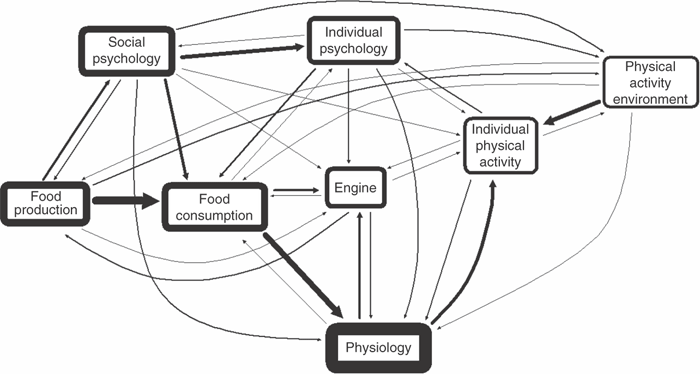 Social
psychology
Individual
psychology
Physical
activity
environment
Individual
physical
activity
Food
production
Food
consumption
Engine
Physiology